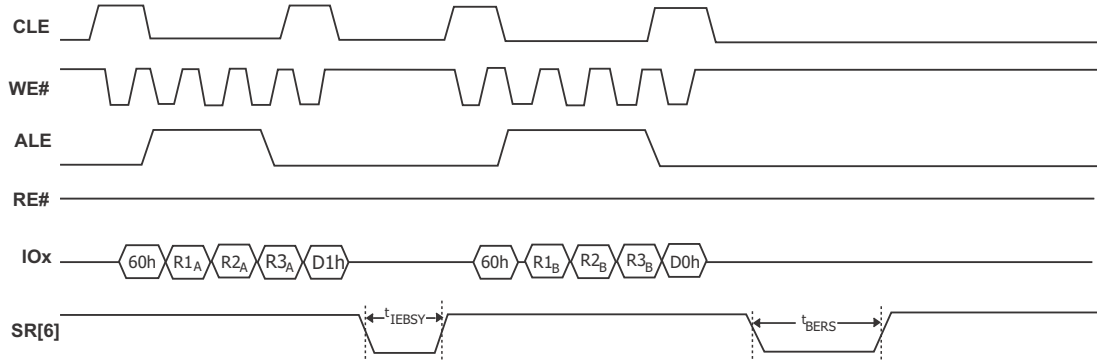 CLE
WE#
ALE
RE#
IOx 60h R1A R2A R3A D1h 60h R1B R2B R3B D0h
SR[6] tIEBSY tBERS